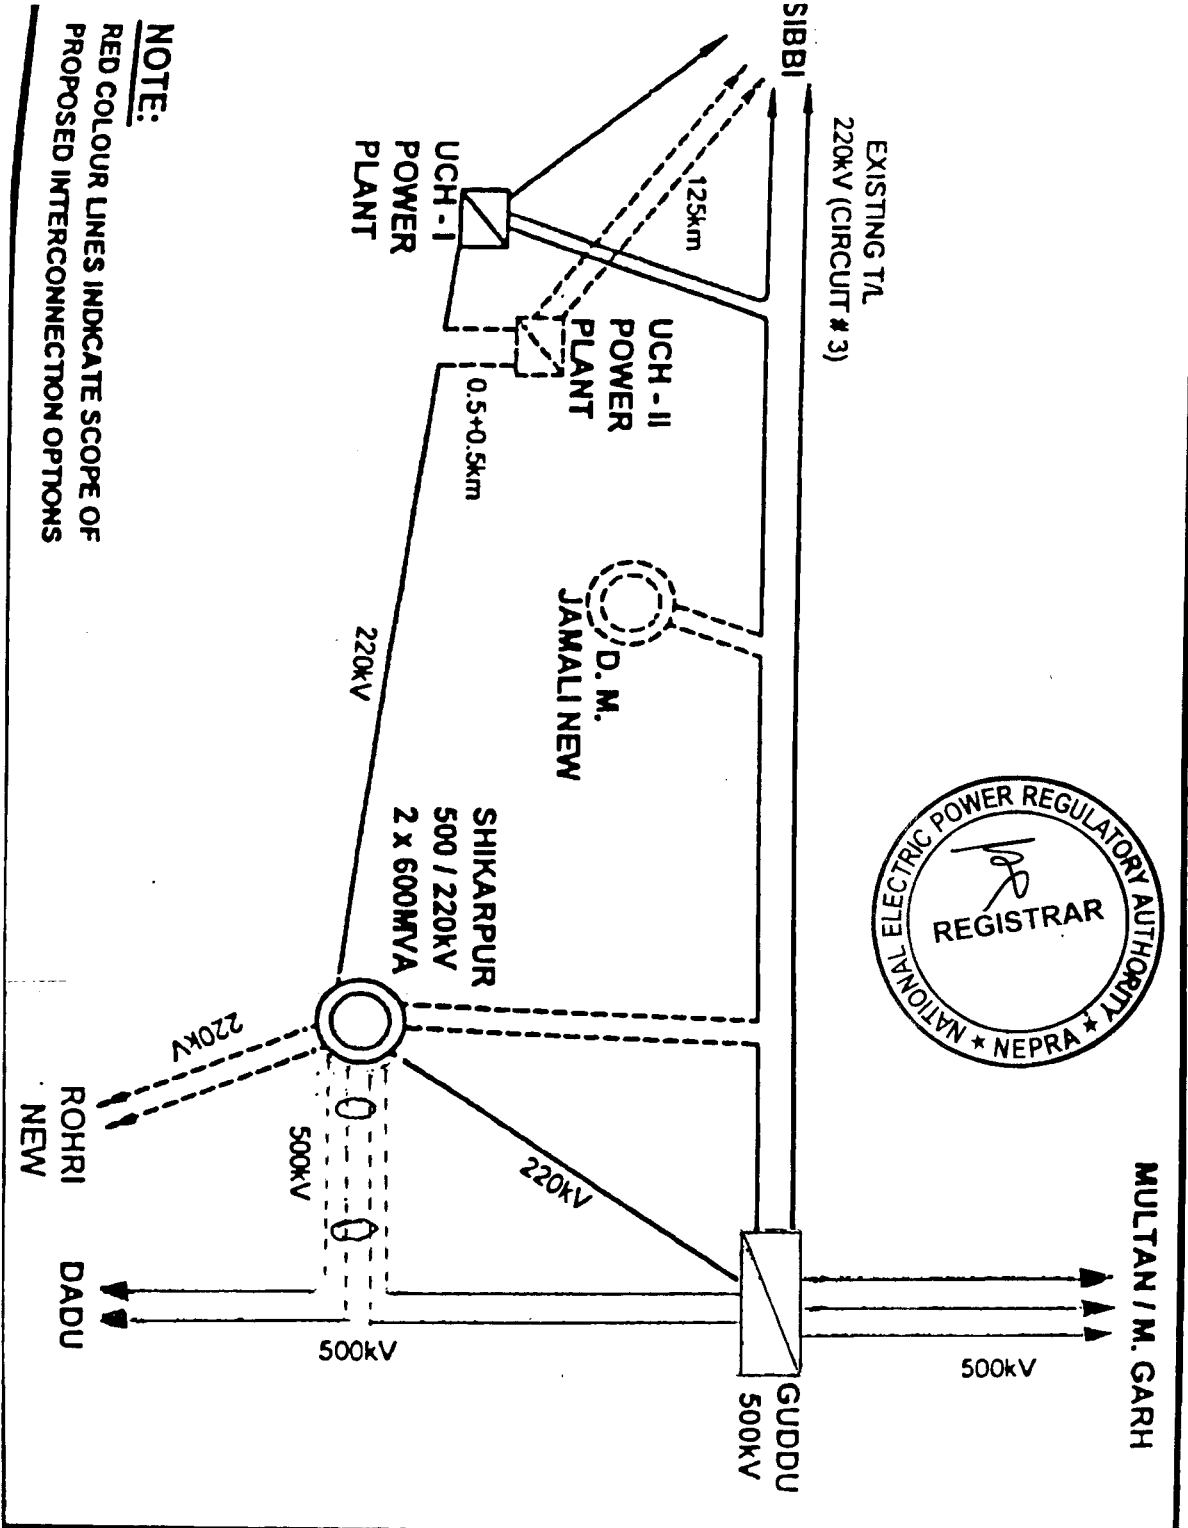 SIBBI
EXISTING T/L
220kV (CIRCUIT # 3)
125km
UCH - I
POWER
PLANT
UCH - II
POWER
PLANT
0.5+0.5km
D. M.
JAMALI NEW
220kV
SHIKARPUR
500 / 220kV
2 x 600MVA
NATIONAL ELECTRIC POWER REGULATORY AUTHORITY
★ NEPRA ★
REGISTRAR
MULTAN / M. GARH
500kV
GUDDU
500kV
220kV
500kV
500kV
220kV
ROHRI
NEW
DADU
NOTE:
RED COLOUR LINES INDICATE SCOPE OF
PROPOSED INTERCONNECTION OPTIONS